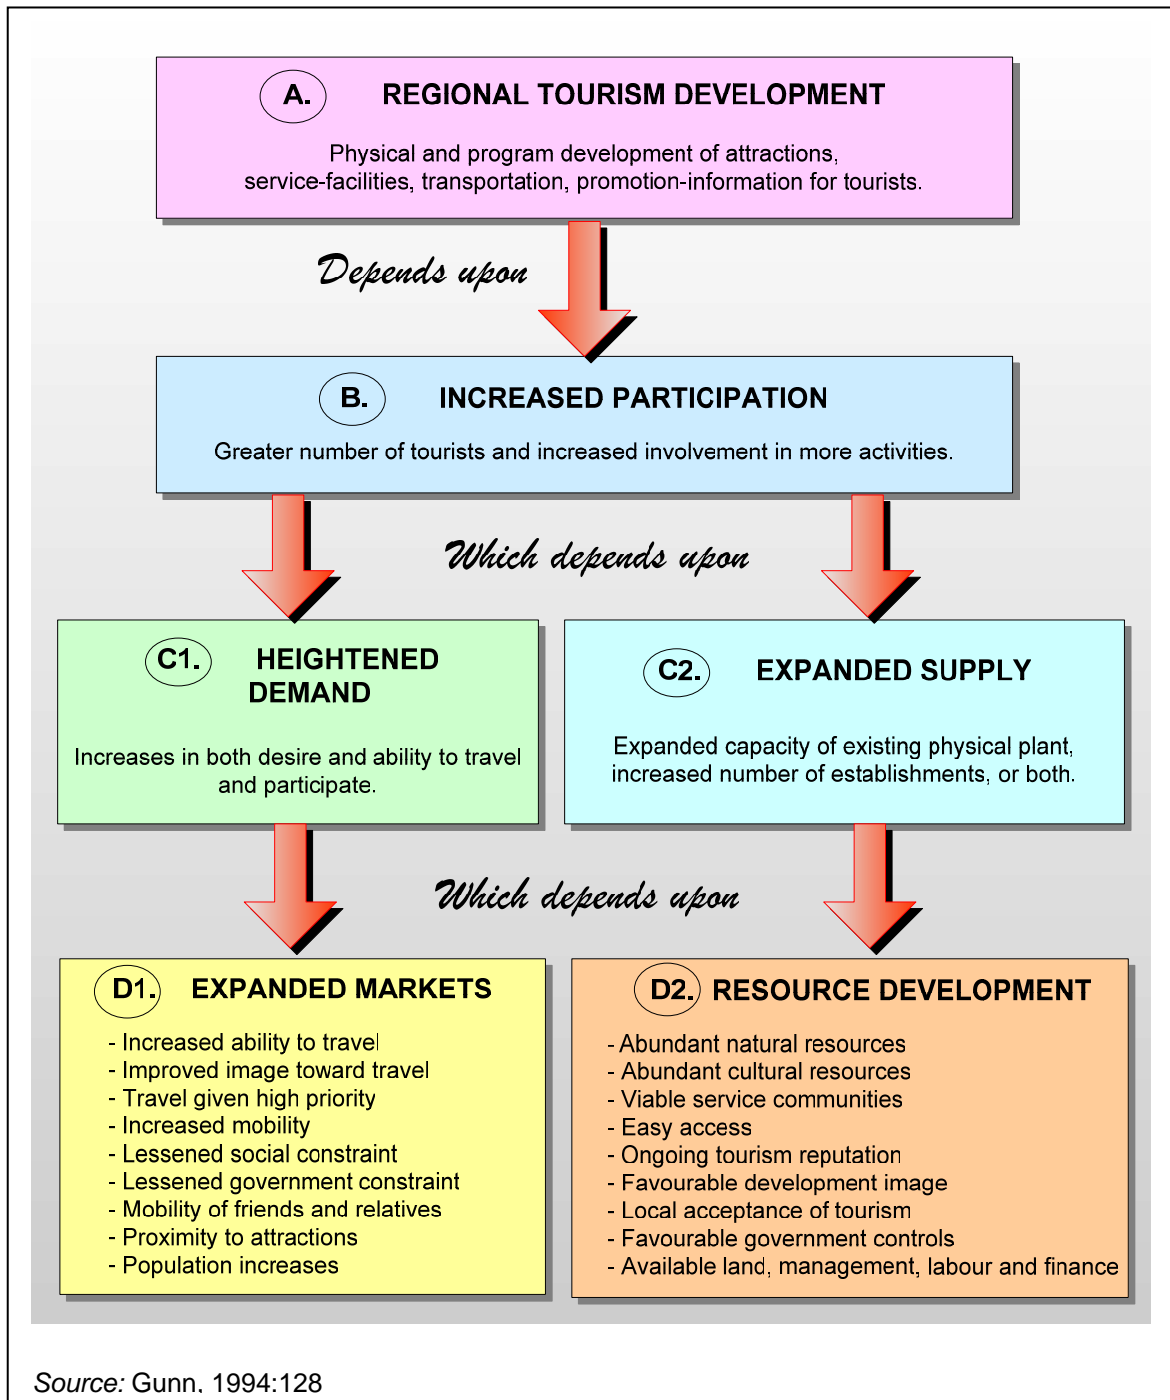 A. REGIONAL TOURISM DEVELOPMENT
Physical and program development of attractions,
service-facilities, transportation, promotion-information for tourists.
Depends upon
B. INCREASED PARTICIPATION
Greater number of tourists and increased involvement in more activities.
Which depends upon
C1. HEIGHTENED
DEMAND
Increases in both desire and ability to travel
and participate.
C2. EXPANDED SUPPLY
Expanded capacity of existing physical plant,
increased number of establishments, or both.
Which depends upon
D1. EXPANDED MARKETS
- Increased ability to travel
- Improved image toward travel
- Travel given high priority
- Increased mobility
- Lessened social constraint
- Lessened government constraint
- Mobility of friends and relatives
- Proximity to attractions
- Population increases
D2. RESOURCE DEVELOPMENT
- Abundant natural resources
- Abundant cultural resources
- Viable service communities
- Easy access
- Ongoing tourism reputation
- Favourable development image
- Local acceptance of tourism
- Favourable government controls
- Available land, management, labour and finance
Source: Gunn, 1994:128